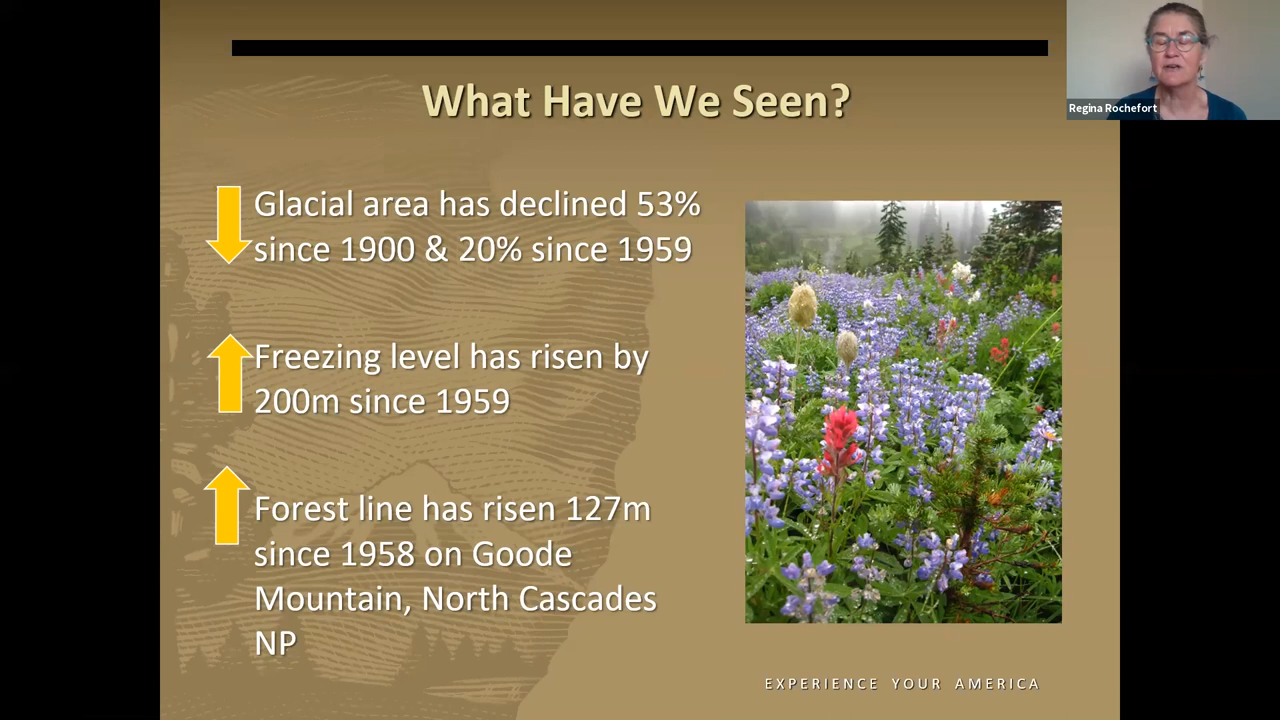 What Have We Seen?
Regina Rochefort
Glacial area has declined 53%
since 1900 & 20% since 1959
Freezing level has risen by
200m since 1959
Forest line has risen 127m
since 1958 on Goode
Mountain, North Cascades
NP
EXPERIENCE YOUR AMERICA